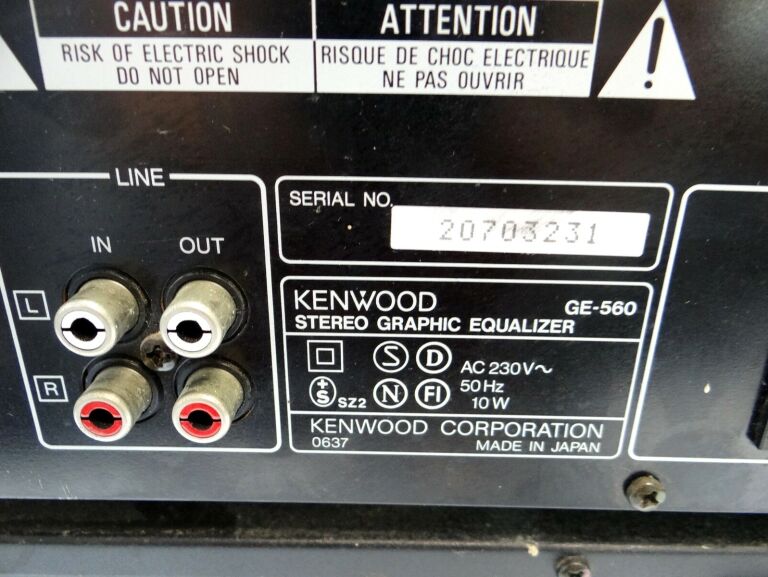 CAUTION
RISK OF ELECTRIC SHOCK
DO NOT OPEN
ATTENTION
RISQUE DE CHOC ELECTRIQUE
NE PAS OUVRIR
!
LINE
IN OUT
L
R
SERIAL NO.
20703231
KENWOOD GE-560
STEREO GRAPHIC EQUALIZER
S D
+S SZ2 N FI
AC 230V~
50Hz
10W
KENWOOD CORPORATION
0637 MADE IN JAPAN